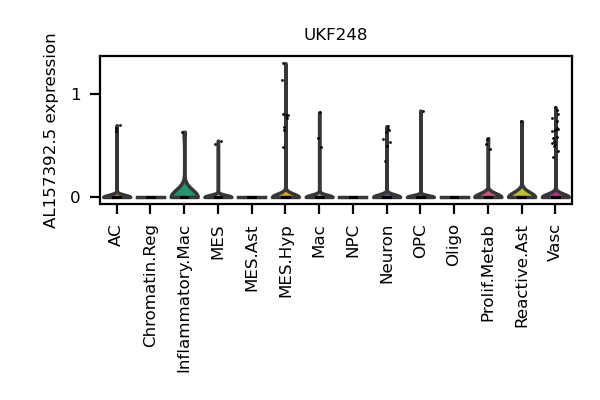 UKF248
AL157392.5 expression
1
0
AC
Chromatin.Reg
Inflammatory.Mac
MES
MES.Ast
MES.Hyp
Mac
NPC
Neuron
OPC
Oligo
Prolif.Metab
Reactive.Ast
Vasc